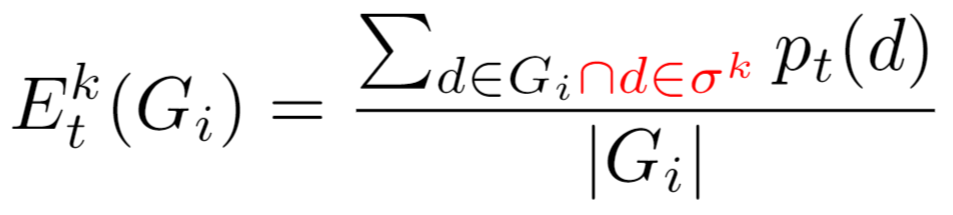 E_t^k(G_i) = \frac{\sum_{d \in G_i \cap d \in \sigma^k} p_t(d)}{|G_i|}